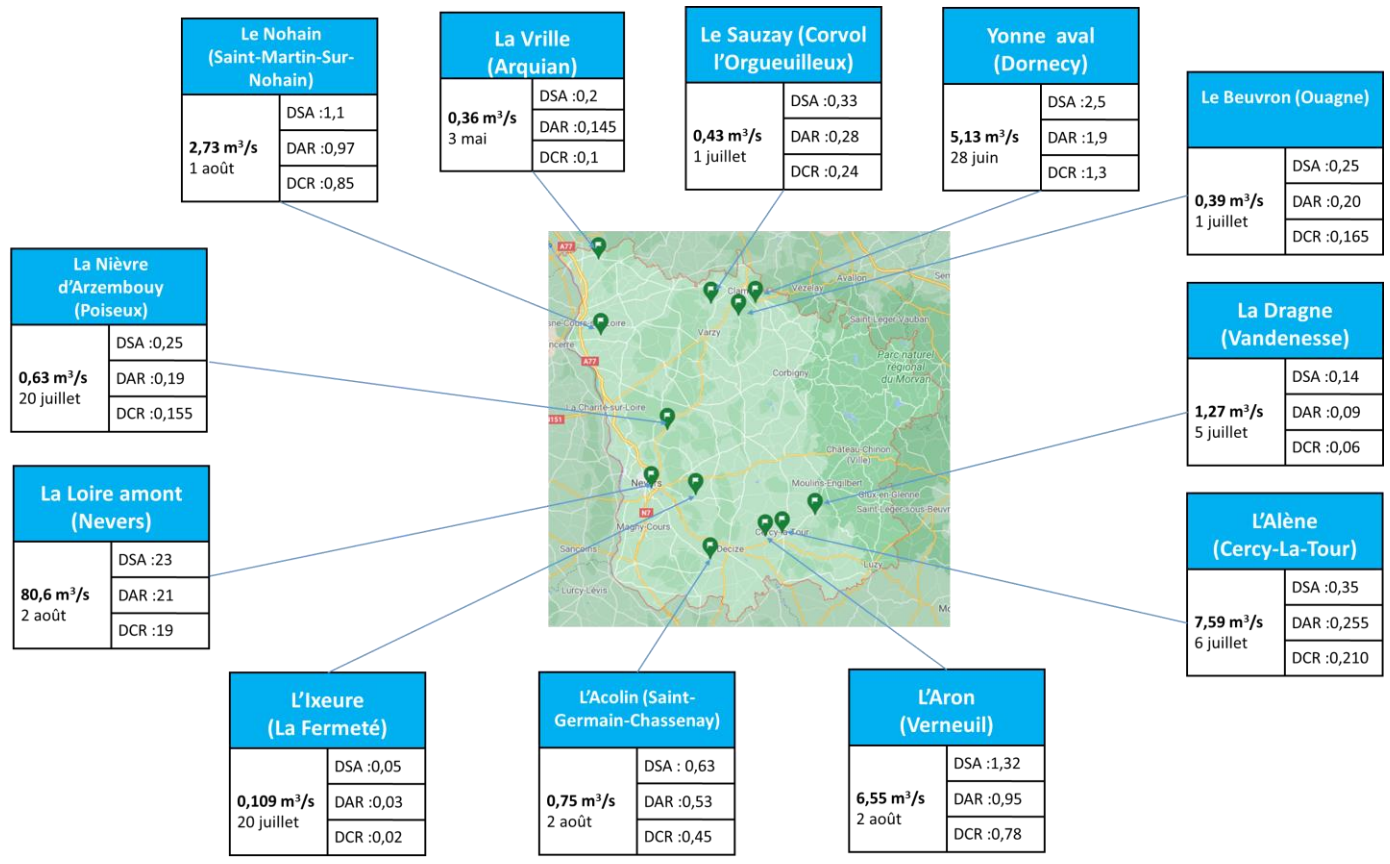 Le Nohain
(Saint-Martin-Sur-
Nohain)
2,73 m³/s
1 août
DSA :1,1
DAR :0,97
DCR :0,85
La Vrille
(Arquian)
0,36 m³/s
3 mai
DSA :0,2
DAR :0,145
DCR :0,1
Le Sauzay (Corvol
l'Orgueuilleux)
0,43 m³/s
1 juillet
DSA :0,33
DAR :0,28
DCR :0,24
Yonne aval
(Dornecy)
5,13 m³/s
28 juin
DSA :2,5
DAR :1,9
DCR :1,3
Le Beuvron (Ouagne)
0,39 m³/s
1 juillet
DSA :0,25
DAR :0,20
DCR :0,165
La Nièvre
d'Arzembouy
(Poiseux)
0,63 m³/s
20 juillet
DSA :0,25
DAR :0,19
DCR :0,155
La Dragne
(Vandenesse)
1,27 m³/s
5 juillet
DSA :0,14
DAR :0,09
DCR :0,06
La Loire amont
(Nevers)
80,6 m³/s
2 août
DSA :23
DAR :21
DCR :19
L'Alène
(Cercy-La-Tour)
7,59 m³/s
6 juillet
DSA :0,35
DAR :0,255
DCR :0,210
L'Ixeure
(La Fermeté)
0,109 m³/s
20 juillet
DSA :0,05
DAR :0,03
DCR :0,02
L'Acolin (Saint-
Germain-Chassenay)
0,75 m³/s
2 août
DSA : 0,63
DAR :0,53
DCR :0,45
L'Aron
(Verneuil)
6,55 m³/s
2 août
DSA :1,32
DAR :0,95
DCR :0,78
A77
Avallon
Vézelay
Saint-Léger-Vauban
Varzy
A77
Parc naturel
régional
du Morvan
Corbigny
La Charité-sur-Loire
Château-Chinon
(Ville)
Nevers
Moulins-Engilbert
Glux-en-Glenne
N7
Magny-Cours
Sancoins
Decize
Luzy
Lurcy-Lévis